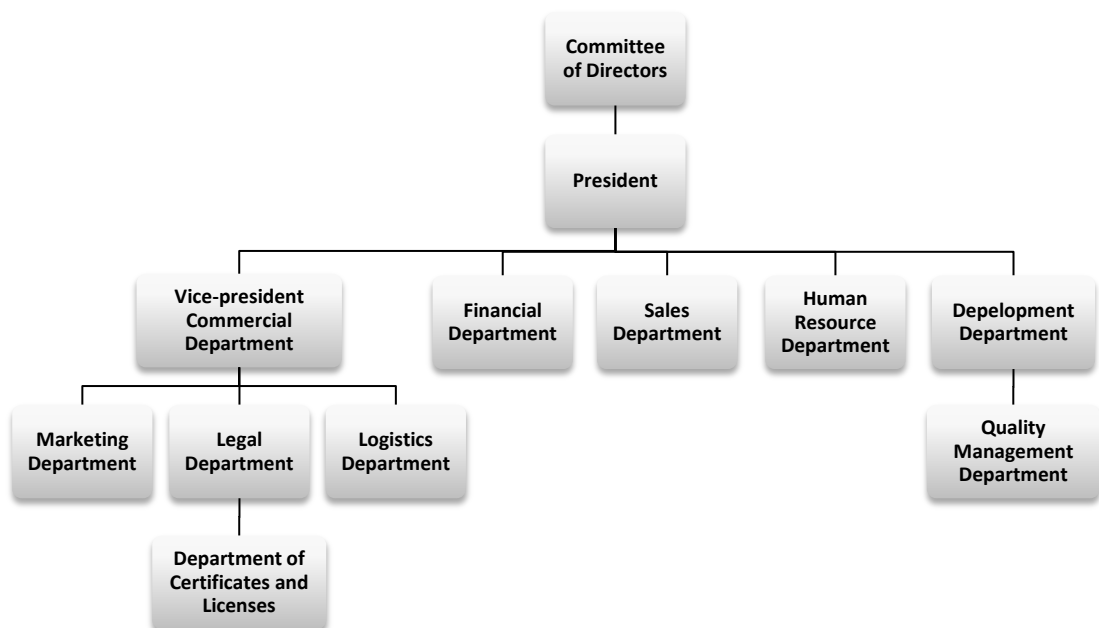 Committee
of Directors
President
Vice-president
Commercial
Department
Financial
Department
Sales
Department
Human
Resource
Department
Depelopment
Department
Marketing
Department
Legal
Department
Logistics
Department
Quality
Management
Department
Department of
Certificates and
Licenses